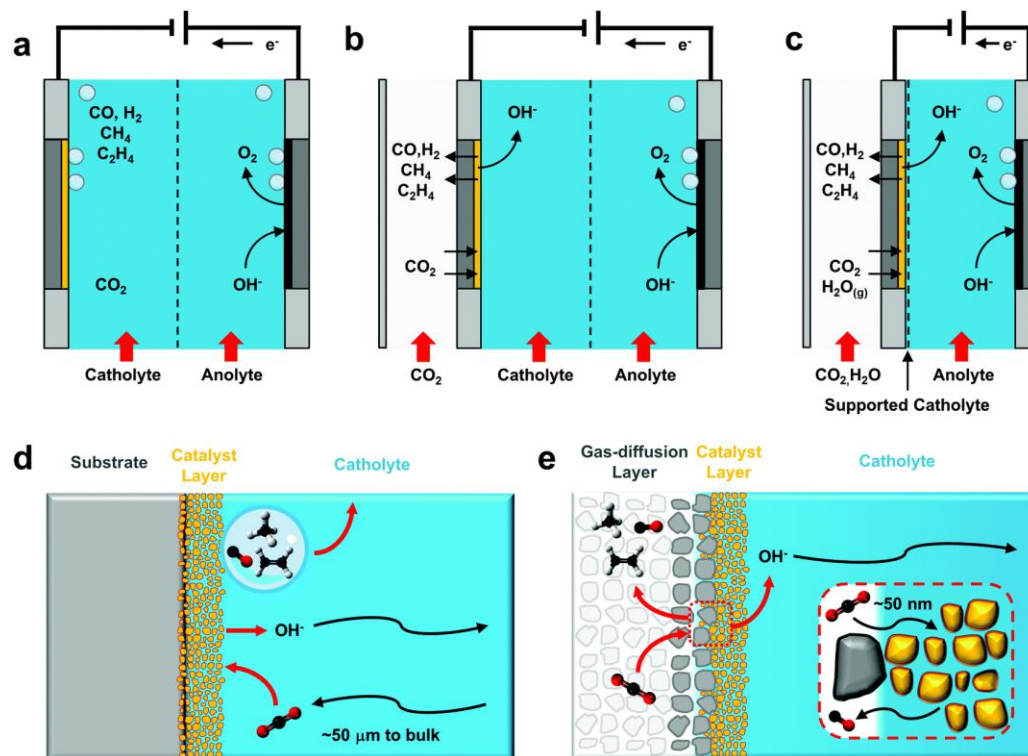 a
e-
CO, H2
CH4
C2H4
O2
CO2
OH-
Catholyte
Anolyte
b
e-
OH-
CO,H2
CH4
C2H4
O2
CO2
OH-
CO2
Catholyte
Anolyte
c
e-
OH-
CO,H2
CH4
C2H4
O2
CO2
H2O(g)
OH-
CO2,H2O
Anolyte
Supported Catholyte
d
Substrate
Catalyst
Layer
Catholyte
OH-
~50 μm to bulk
e
Gas-diffusion
Layer
Catalyst
Layer
Catholyte
OH-
~50 nm